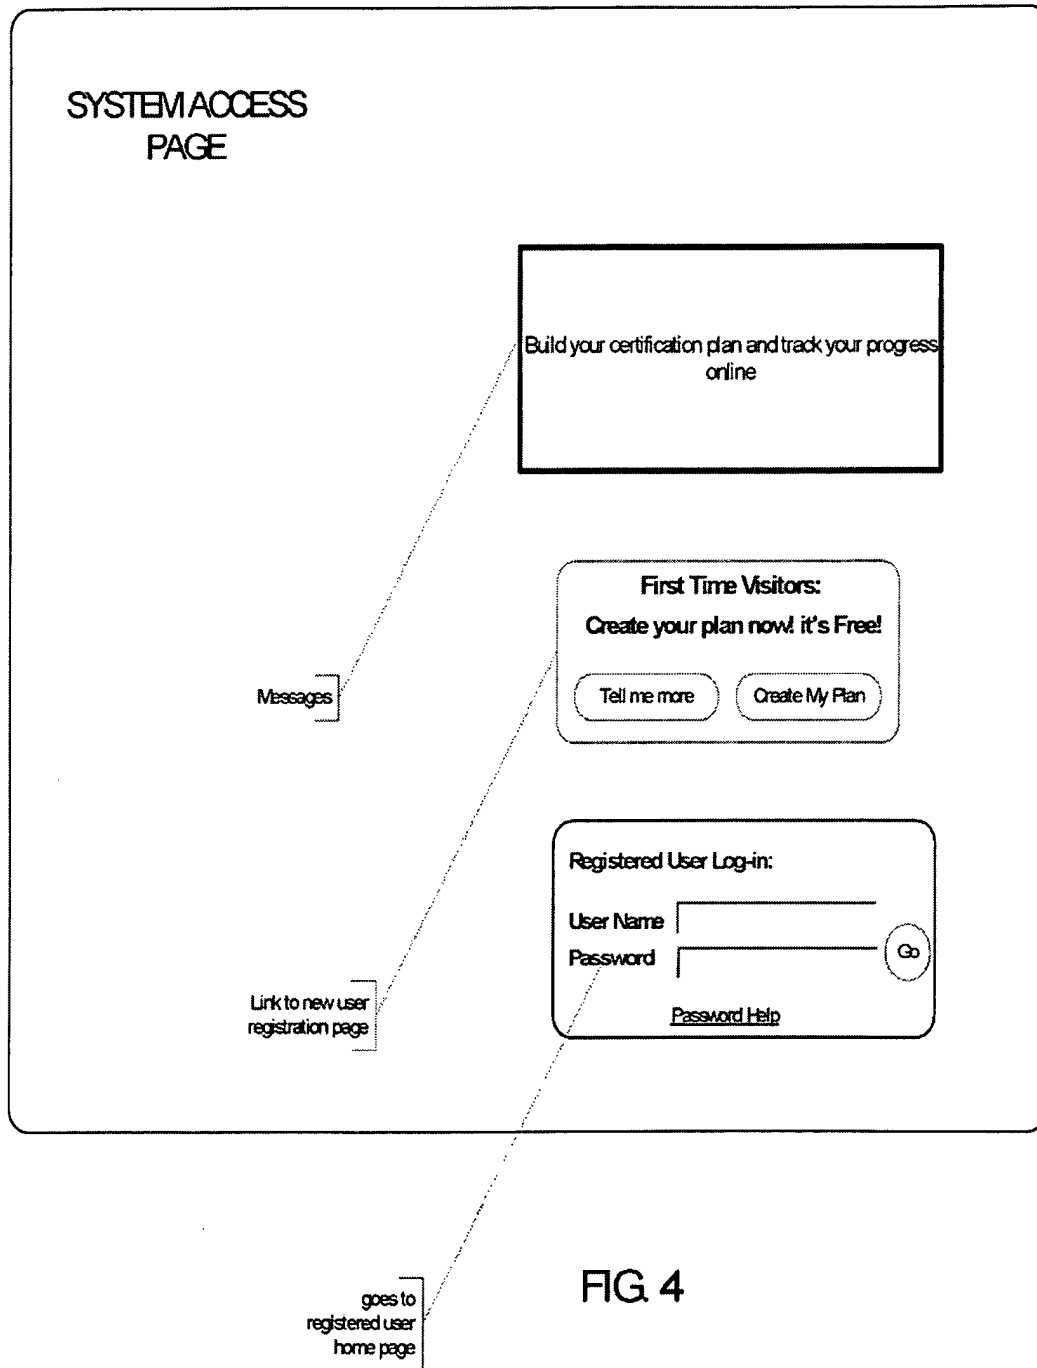 SYSTEM ACCESS
PAGE
Build your certification plan and track your progress
online
First Time Visitors:
Create your plan now! it's Free!
Tell me more
Create My Plan
Messages
Registered User Log-in:
User Name
Password
Go
Password Help
Link to new user
registration page
goes to
registered user
home page
FIG. 4